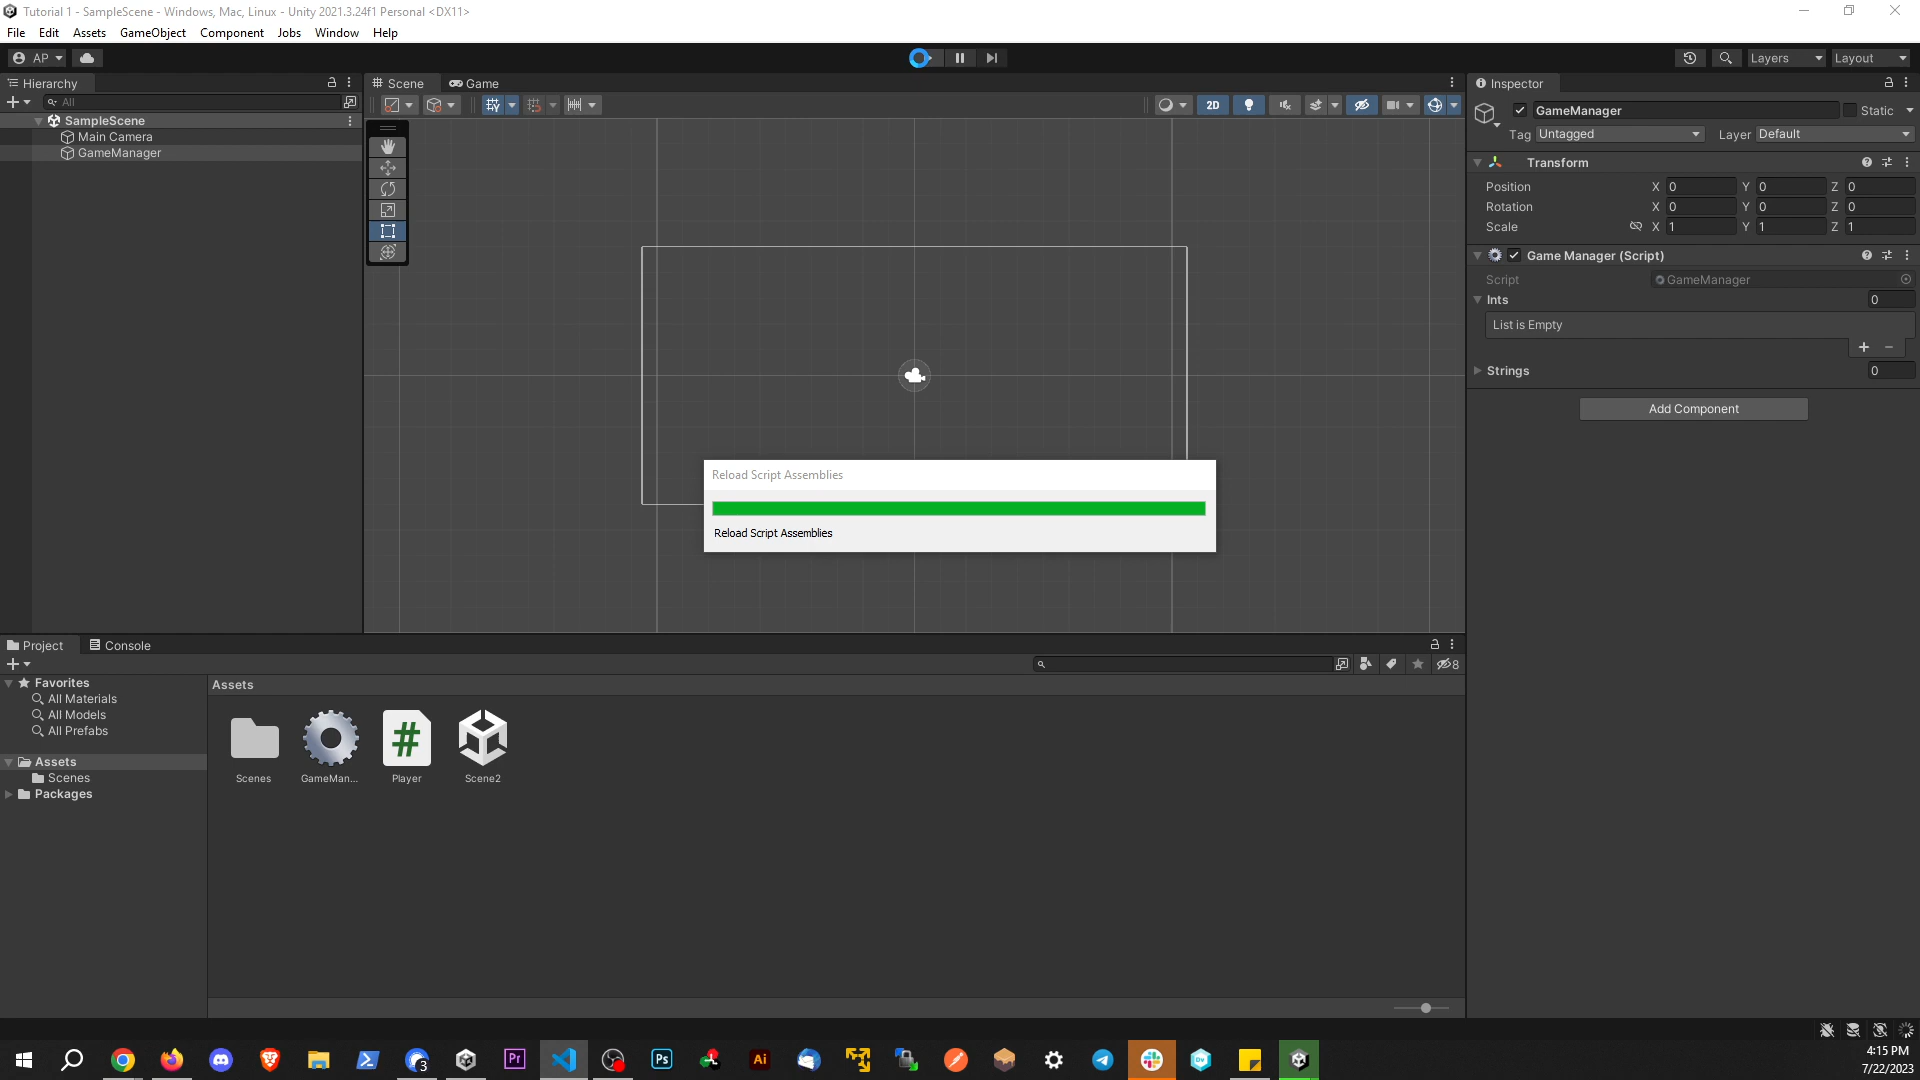 Tutorial 1 - SampleScene - Windows, Mac, Linux - Unity 2021.3.24f1 Personal <DX11>
File Edit Assets GameObject Component Jobs Window Help
AP
Layers Layout
Hierarchy
All
SampleScene
Main Camera
GameManager
Scene Game
2D
Reload Script Assemblies
Reload Script Assemblies
Inspector
GameManager Static
Tag Untagged Layer Default
Transform
Position X 0 Y 0 Z 0
Rotation X 0 Y 0 Z 0
Scale X 1 Y 1 Z 1
Game Manager (Script)
Script GameManager
Ints 0
List is Empty
Strings 0
Add Component
Project Console
8
Favorites
All Materials
All Models
All Prefabs
Assets
Scenes
Packages
Assets
Scenes GameMan... Player Scene2
#
3 Pr Ps Ai
4:15 PM
7/22/2023